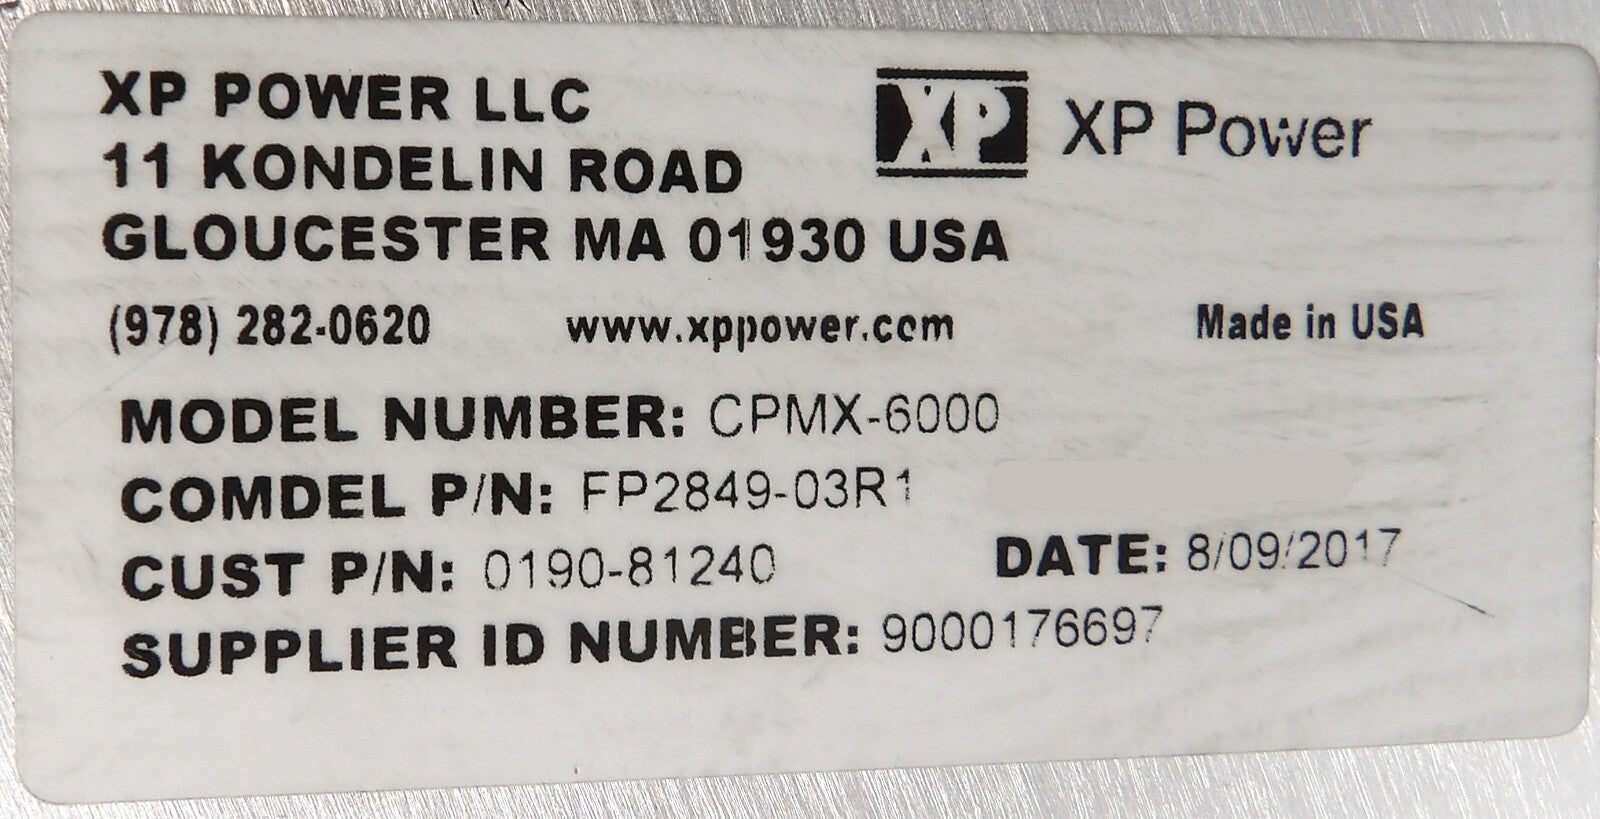 XP POWER LLC
11 KONDELIN ROAD
GLOUCESTER MA 01930 USA
XP XP Power
(978) 282-0620 www.xppower.com Made in USA
MODEL NUMBER: CPMX-6000
COMDEL P/N: FP2849-03R1
CUST P/N: 0190-81240 DATE: 8/09/2017
SUPPLIER ID NUMBER: 9000176697